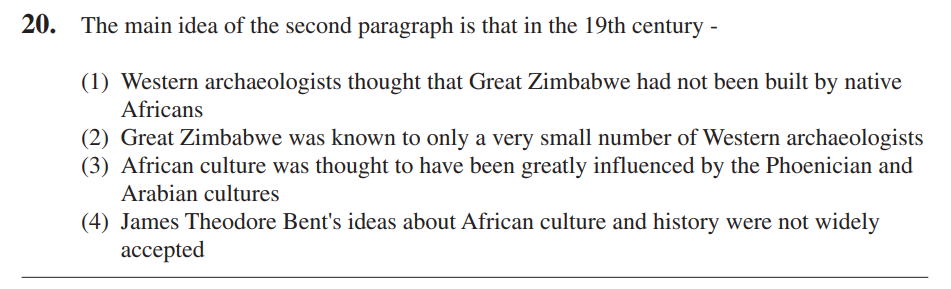 20. The main idea of the second paragraph is that in the 19th century -
(1) Western archaeologists thought that Great Zimbabwe had not been built by native
Africans
(2) Great Zimbabwe was known to only a very small number of Western archaeologists
(3) African culture was thought to have been greatly influenced by the Phoenician and
Arabian cultures
(4) James Theodore Bent's ideas about African culture and history were not widely
accepted